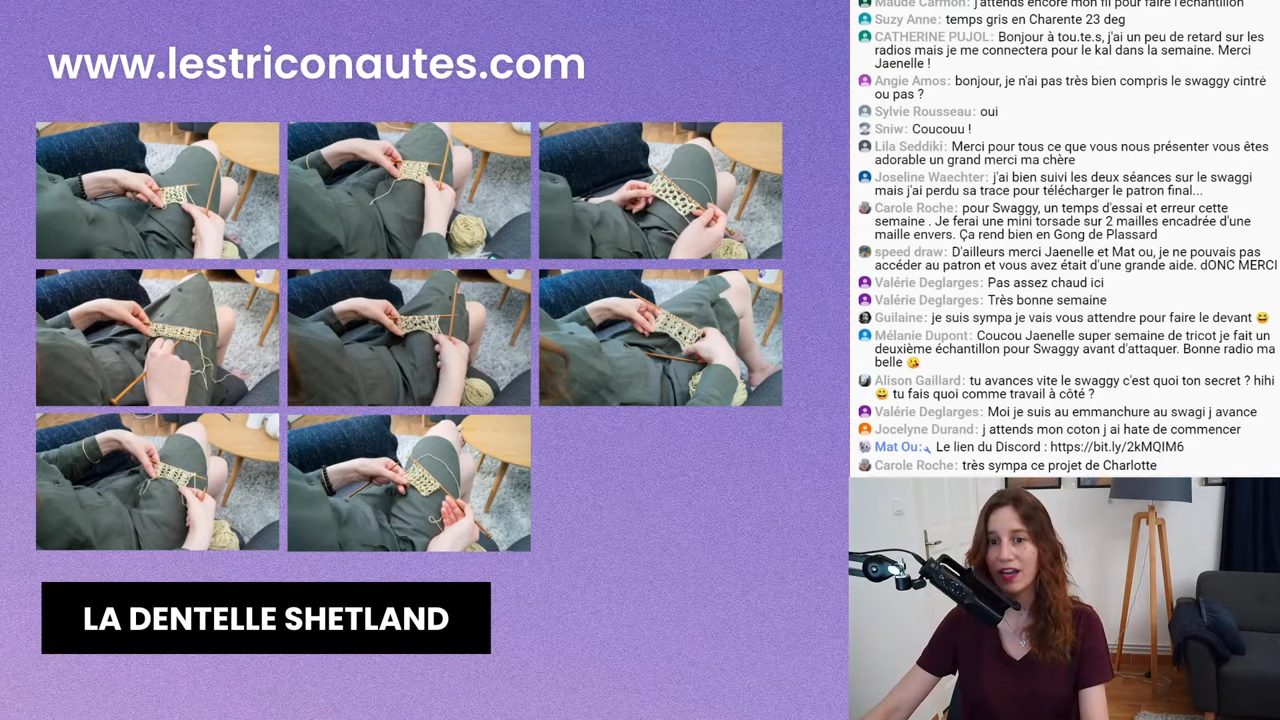 www.lestriconautes.com
LA DENTELLE SHETLAND
Maude Carmon: j'attends encore mon fil pour faire l'échantillon
Suzy Anne: temps gris en Charente 23 deg
CATHERINE PUJOL: Bonjour à tou.te.s, j'ai un peu de retard sur les
radios mais je me connectera pour le kal dans la semaine. Merci
Jaenelle !
Angie Amos: bonjour, je n'ai pas très bien compris le swaggy cintré
ou pas ?
Sylvie Rousseau: oui
Sniw: Coucouu !
Lila Seddiki: Merci pour tous ce que vous nous présenter vous êtes
adorable un grand merci ma chère
Joseline Waechter: j'ai bien suivi les deux séances sur le swaggi
mais j'ai perdu sa trace pour télécharger le patron final...
Carole Roche: pour Swaggy, un temps d'essai et erreur cette
semaine . Je ferai une mini torsade sur 2 mailles encadrée d'une
maille envers. Ça rend bien en Gong de Plassard
speed draw: D'ailleurs merci Jaenelle et Mat ou, je ne pouvais pas
accéder au patron et vous avez était d'une grande aide. dONC MERCI
Valérie Deglarges: Pas assez chaud ici
Valérie Deglarges: Très bonne semaine
Guilaine: je suis sympa je vais vous attendre pour faire le devant 😄
Mélanie Dupont: Coucou Jaenelle super semaine de tricot je fait un
deuxième échantillon pour Swaggy avant d'attaquer. Bonne radio ma
belle 😘
Alison Gaillard: tu avances vite le swaggy c'est quoi ton secret ? hihi
😃 tu fais quoi comme travail à côté ?
Valérie Deglarges: Moi je suis au emmanchure au swagi j avance
Jocelyne Durand: j attends mon coton j ai hate de commencer
Mat Ou: Le lien du Discord : https://bit.ly/2kMQIM6
Carole Roche: très sympa ce projet de Charlotte